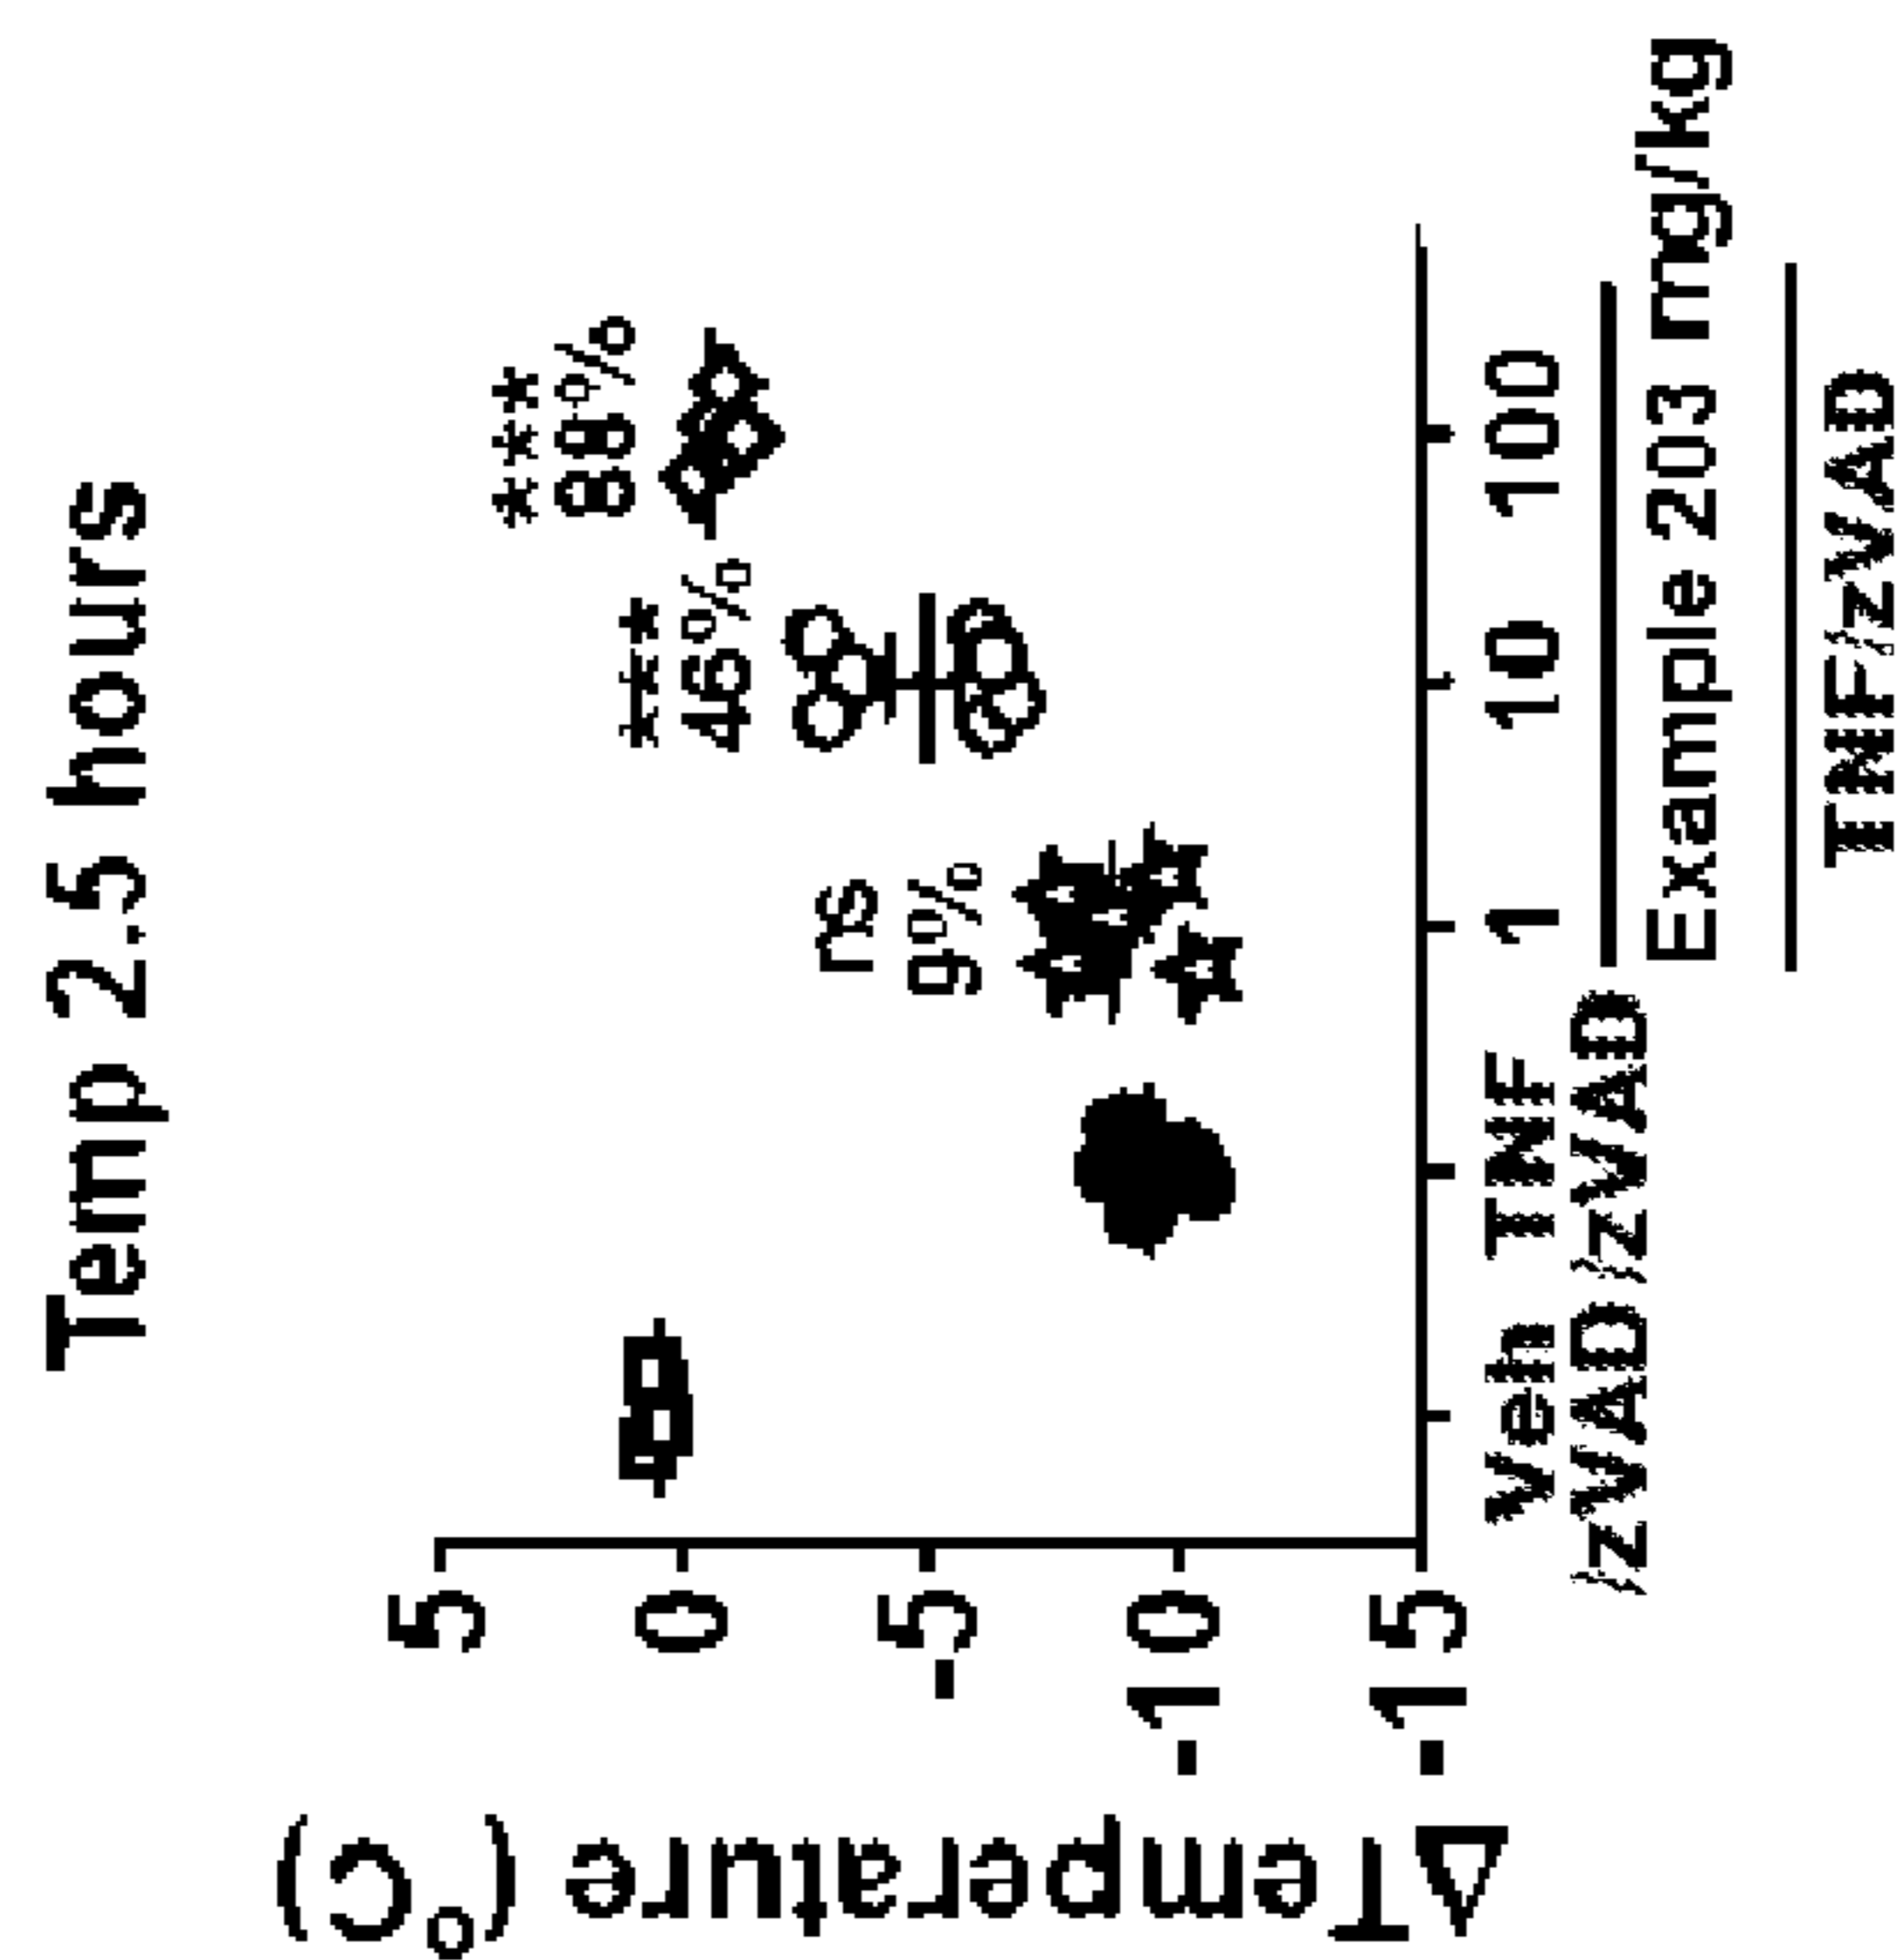 Temp 2.5 hours
***
88%
***
46%
ns
9%
5
0
-5
-10
-15
ΔTemperature (°C)
Veh TNF 1 10 100
/zVAD /zVAD
Example 203 mg/kg
TNF/zVAD